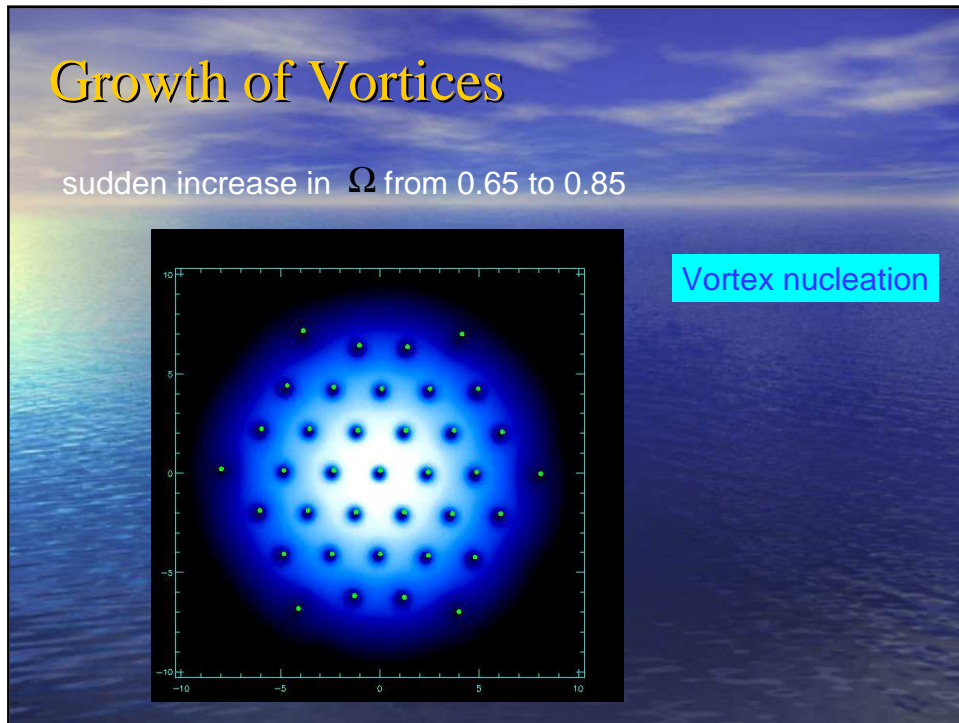 Growth of Vortices
sudden increase in Ω from 0.65 to 0.85
Vortex nucleation
10
5
0
-5
-10
-10 -5 0 5 10